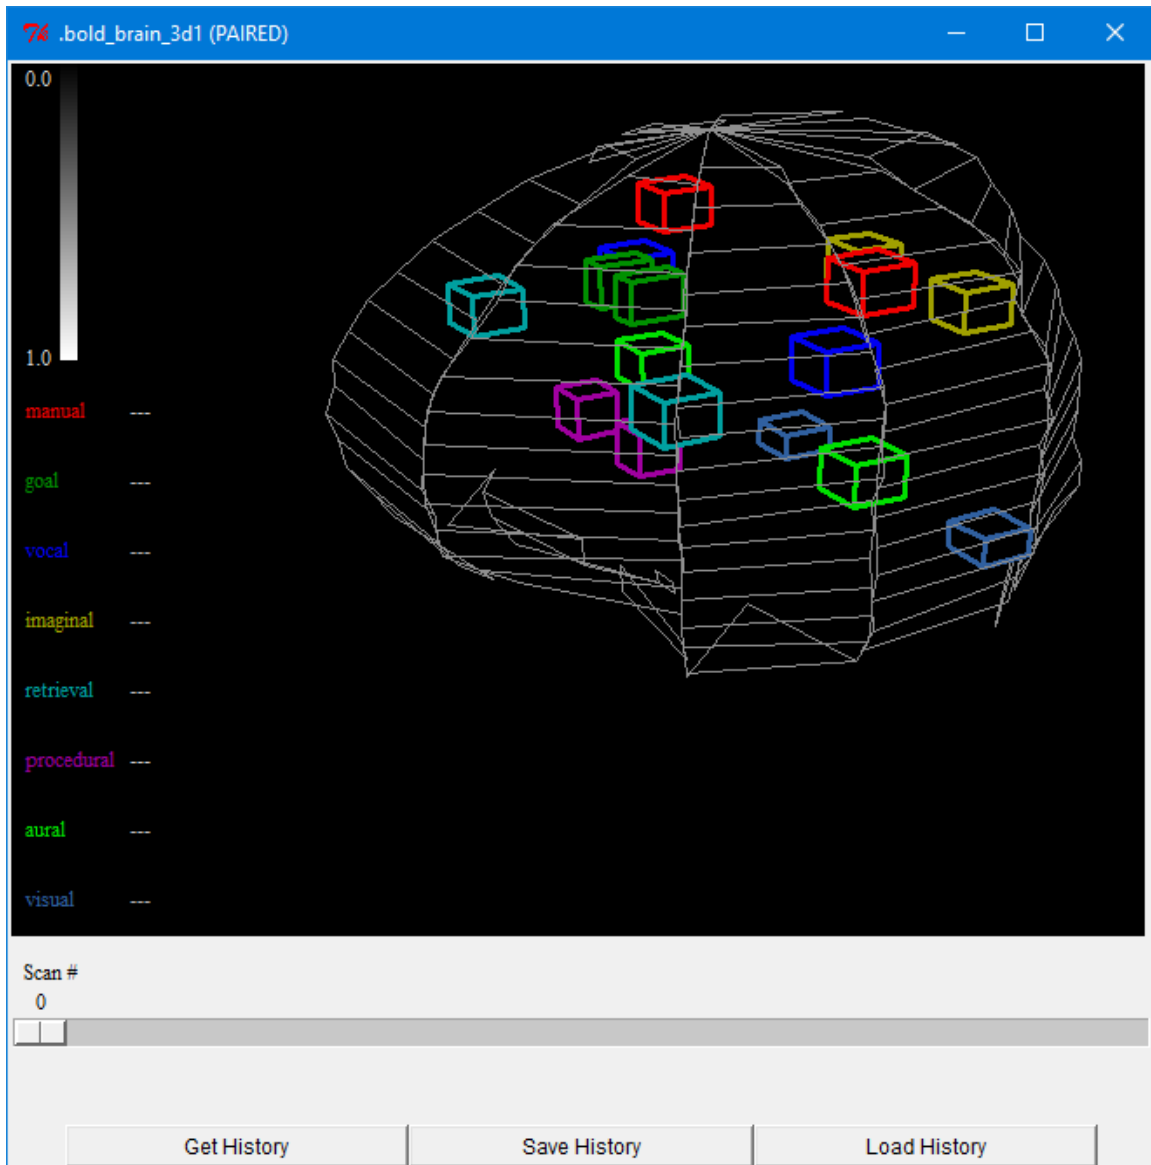 .bold_brain_3d1 (PAIRED)
0.0
1.0
manual ---
goal ---
vocal ---
imaginal ---
retrieval ---
procedural ---
aural ---
visual ---
Scan #
0
Get History Save History Load History